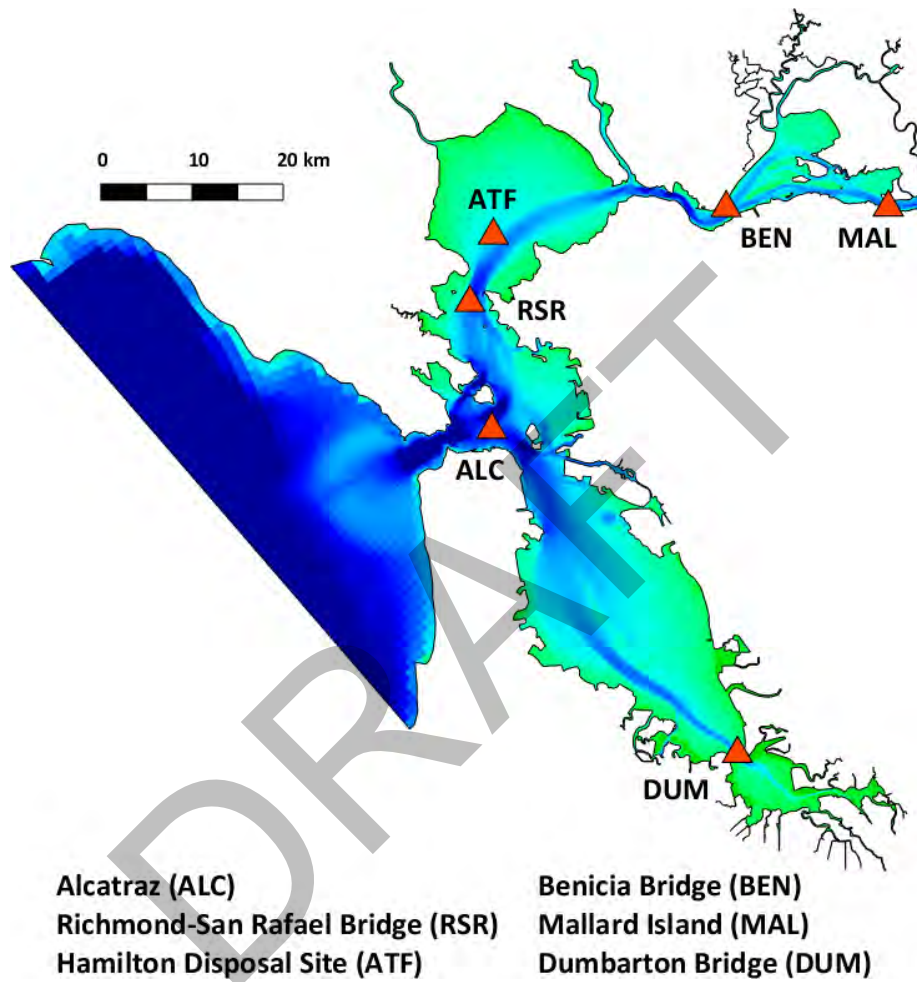 0 10 20 km
ATF
BEN MAL
RSR
ALC
DUM
DRAFT
Alcatraz (ALC)
Richmond-San Rafael Bridge (RSR)
Hamilton Disposal Site (ATF)
Benicia Bridge (BEN)
Mallard Island (MAL)
Dumbarton Bridge (DUM)